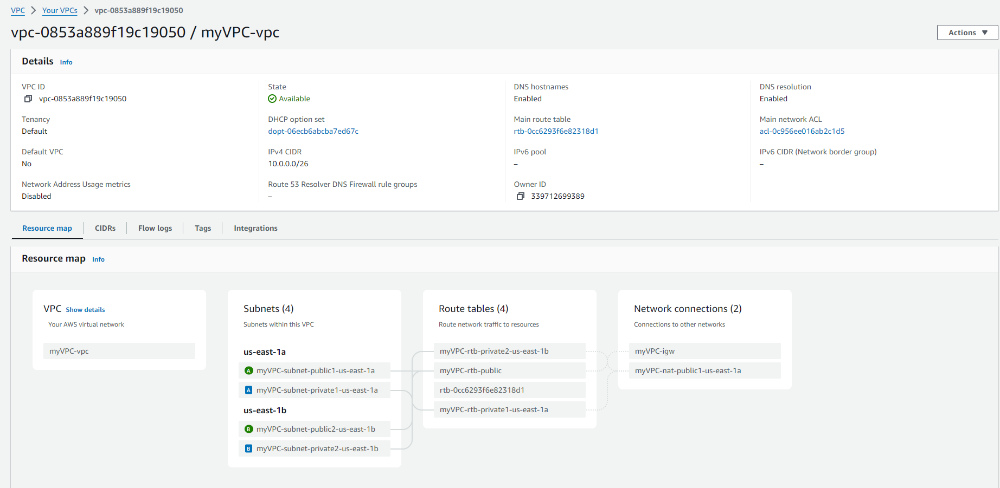 VPC > Your VPCs > vpc-0853a889f19c19050
vpc-0853a889f19c19050 / myVPC-vpc
Actions ▼
Details Info
VPC ID
vpc-0853a889f19c19050
State
Available
DNS hostnames
Enabled
DNS resolution
Enabled
Tenancy
Default
DHCP option set
dopt-06ecb6abcba7ed67c
Main route table
rtb-0cc6293f6e82318d1
Main network ACL
acl-0c956ee016ab2c1d5
Default VPC
No
IPv4 CIDR
10.0.0.0/26
IPv6 pool
–
IPv6 CIDR (Network border group)
–
Network Address Usage metrics
Disabled
Route 53 Resolver DNS Firewall rule groups
–
Owner ID
339712699389
Resource map
CIDRs
Flow logs
Tags
Integrations
Resource map Info
VPC Show details
Your AWS virtual network
myVPC-vpc
Subnets (4)
Subnets within this VPC
us-east-1a
A myVPC-subnet-public1-us-east-1a
A myVPC-subnet-private1-us-east-1a
us-east-1b
B myVPC-subnet-public2-us-east-1b
B myVPC-subnet-private2-us-east-1b
Route tables (4)
Route network traffic to resources
myVPC-rtb-private2-us-east-1b
myVPC-rtb-public
rtb-0cc6293f6e82318d1
myVPC-rtb-private1-us-east-1a
Network connections (2)
Connections to other networks
myVPC-igw
myVPC-nat-public1-us-east-1a